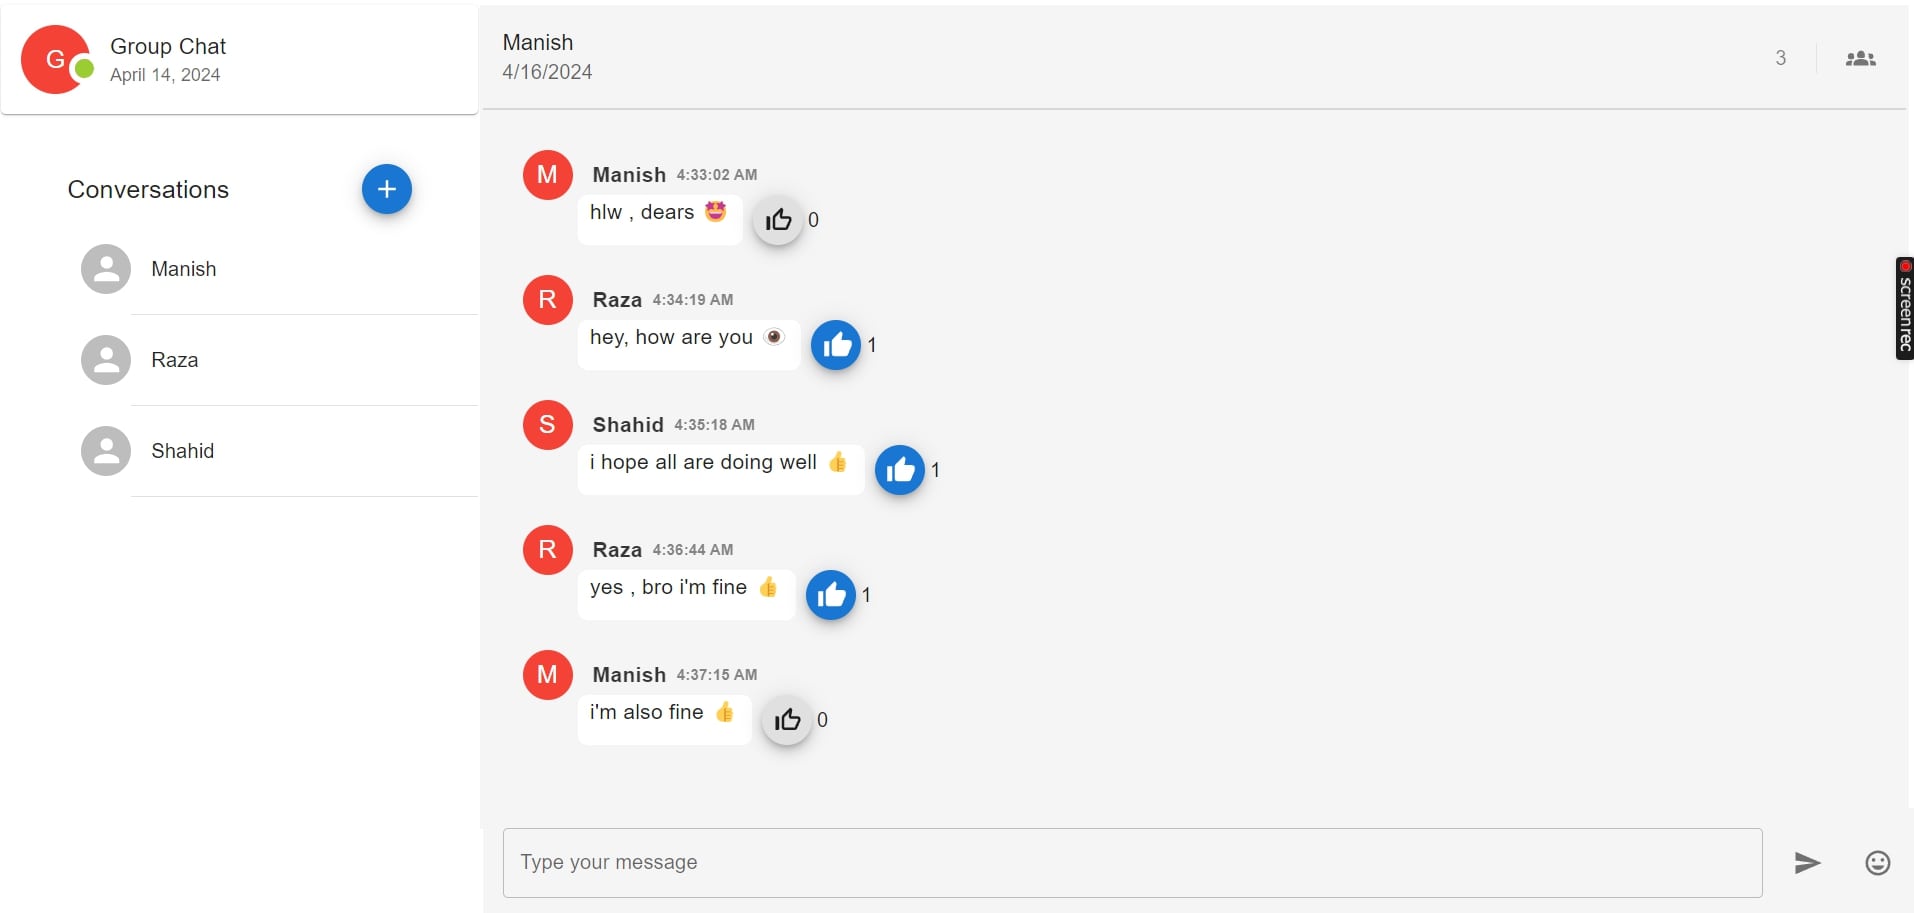 G
Group Chat
April 14, 2024
Conversations
Manish
Raza
Shahid
Manish
4/16/2024
3
M
Manish 4:33:02 AM
hlw , dears 🤩
0
R
Raza 4:34:19 AM
hey, how are you 👁️
1
S
Shahid 4:35:18 AM
i hope all are doing well 👍
1
R
Raza 4:36:44 AM
yes , bro i'm fine 👍
1
M
Manish 4:37:15 AM
i'm also fine 👍
0
Type your message
screenrec